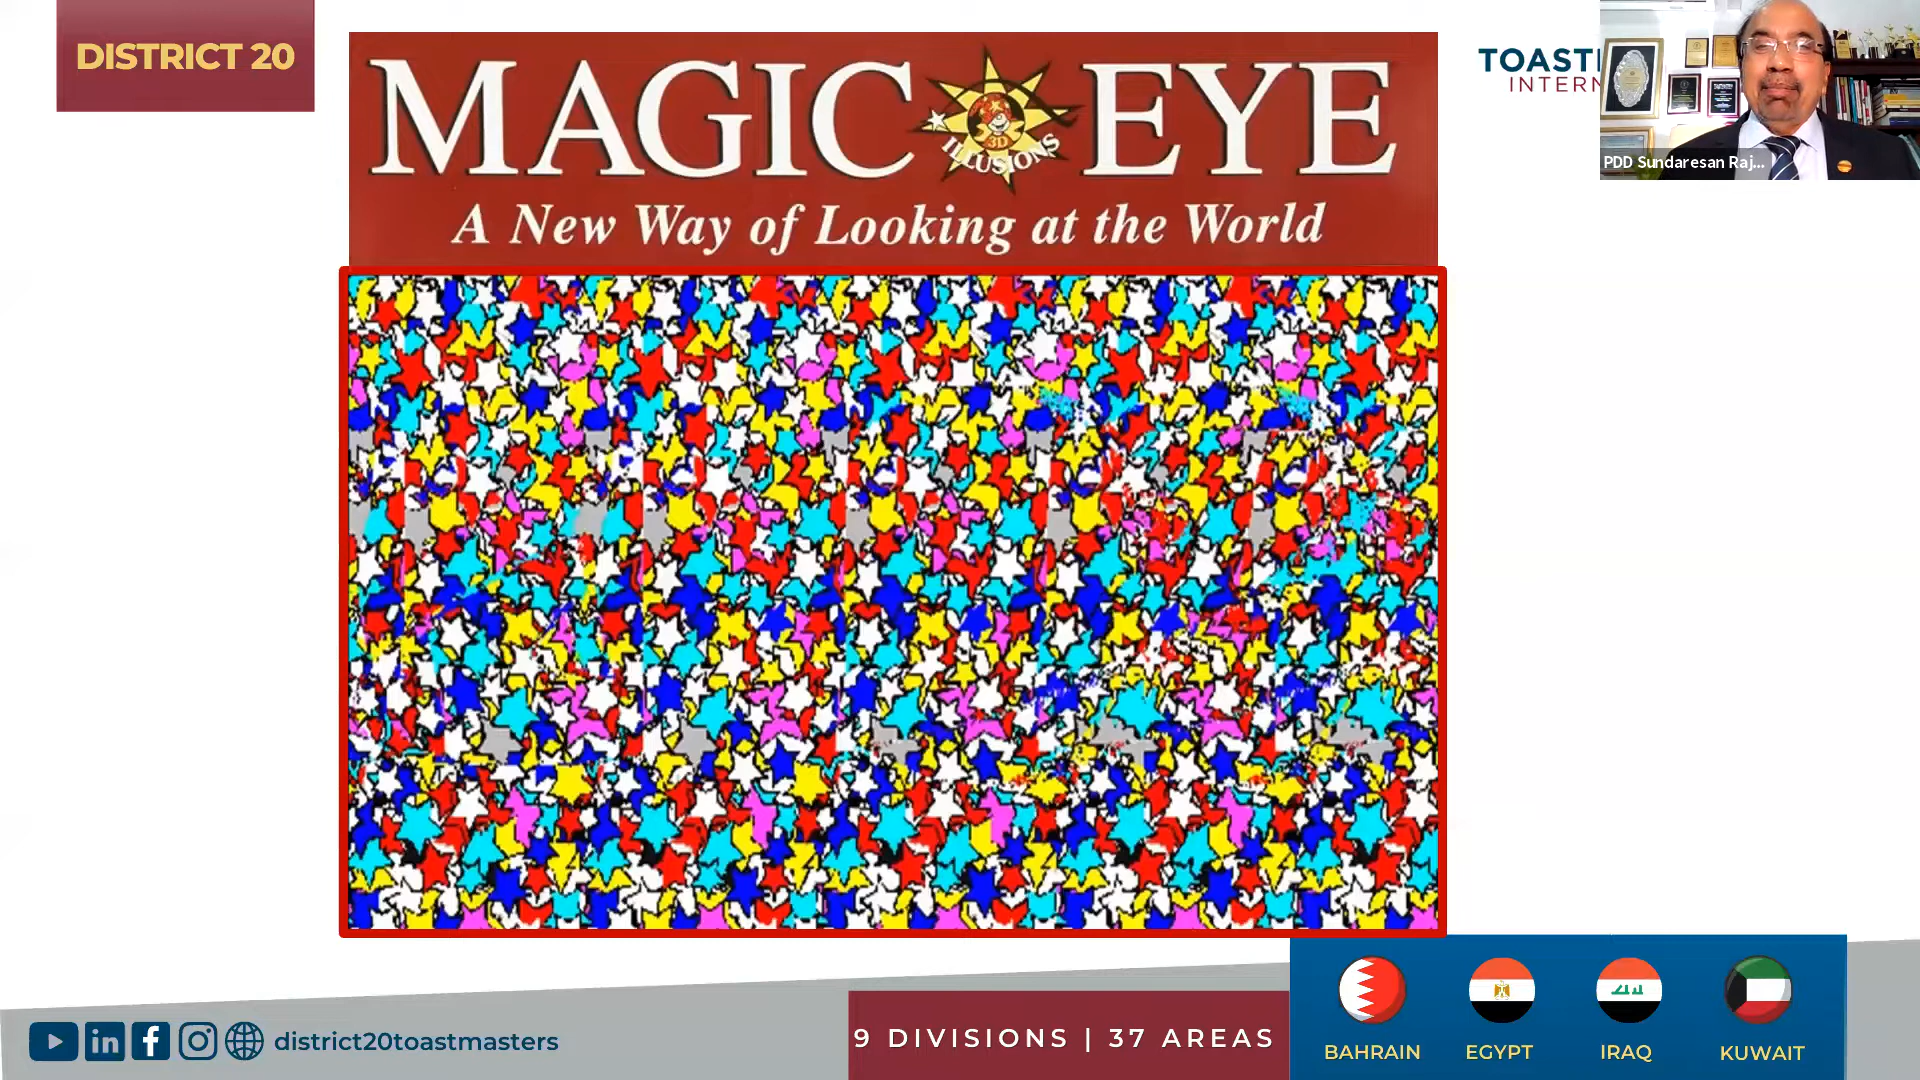 DISTRICT 20
MAGIC EYE
3D
ILLUSIONS
A New Way of Looking at the World
TOAST
INTERN
PDD Sundaresan Raj...
district20toastmasters
9 DIVISIONS | 37 AREAS
BAHRAIN
EGYPT
IRAQ
KUWAIT